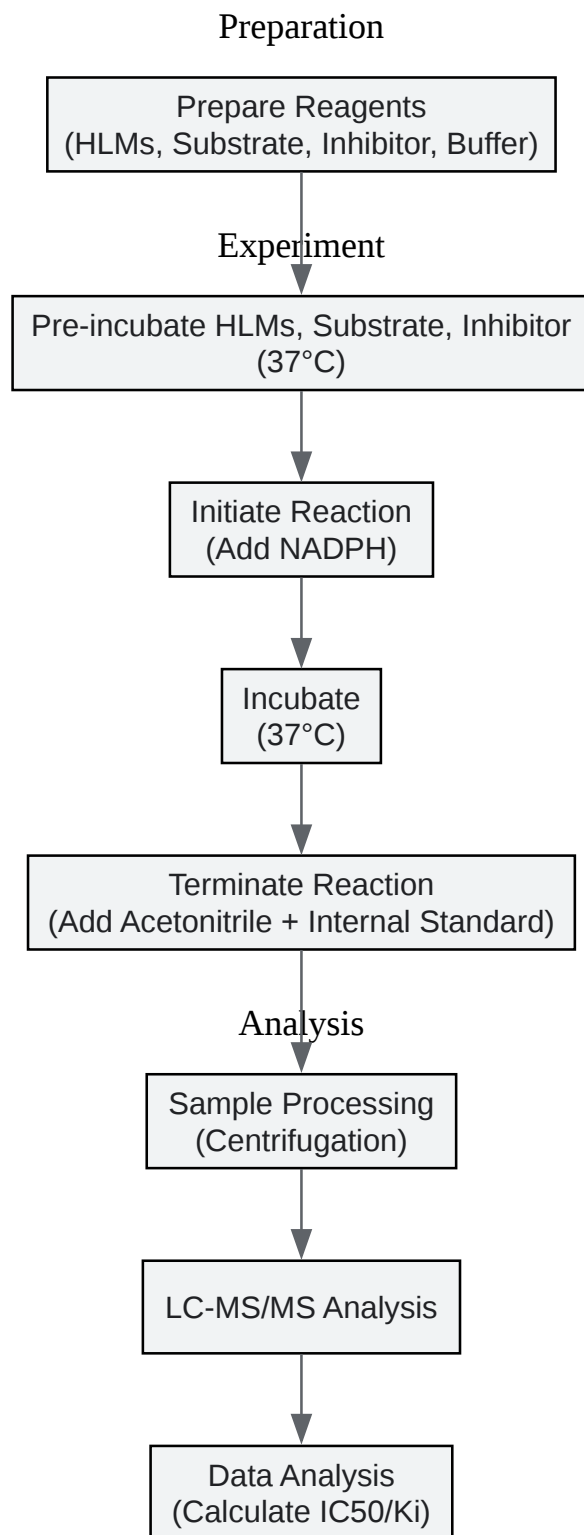 Preparation
Prepare Reagents
(HLMs, Substrate, Inhibitor, Buffer)
Experiment
Pre-incubate HLMs, Substrate, Inhibitor
(37°C)
Initiate Reaction
(Add NADPH)
Incubate
(37°C)
Terminate Reaction
(Add Acetonitrile + Internal Standard)
Analysis
Sample Processing
(Centrifugation)
LC-MS/MS Analysis
Data Analysis
(Calculate IC50/Ki)